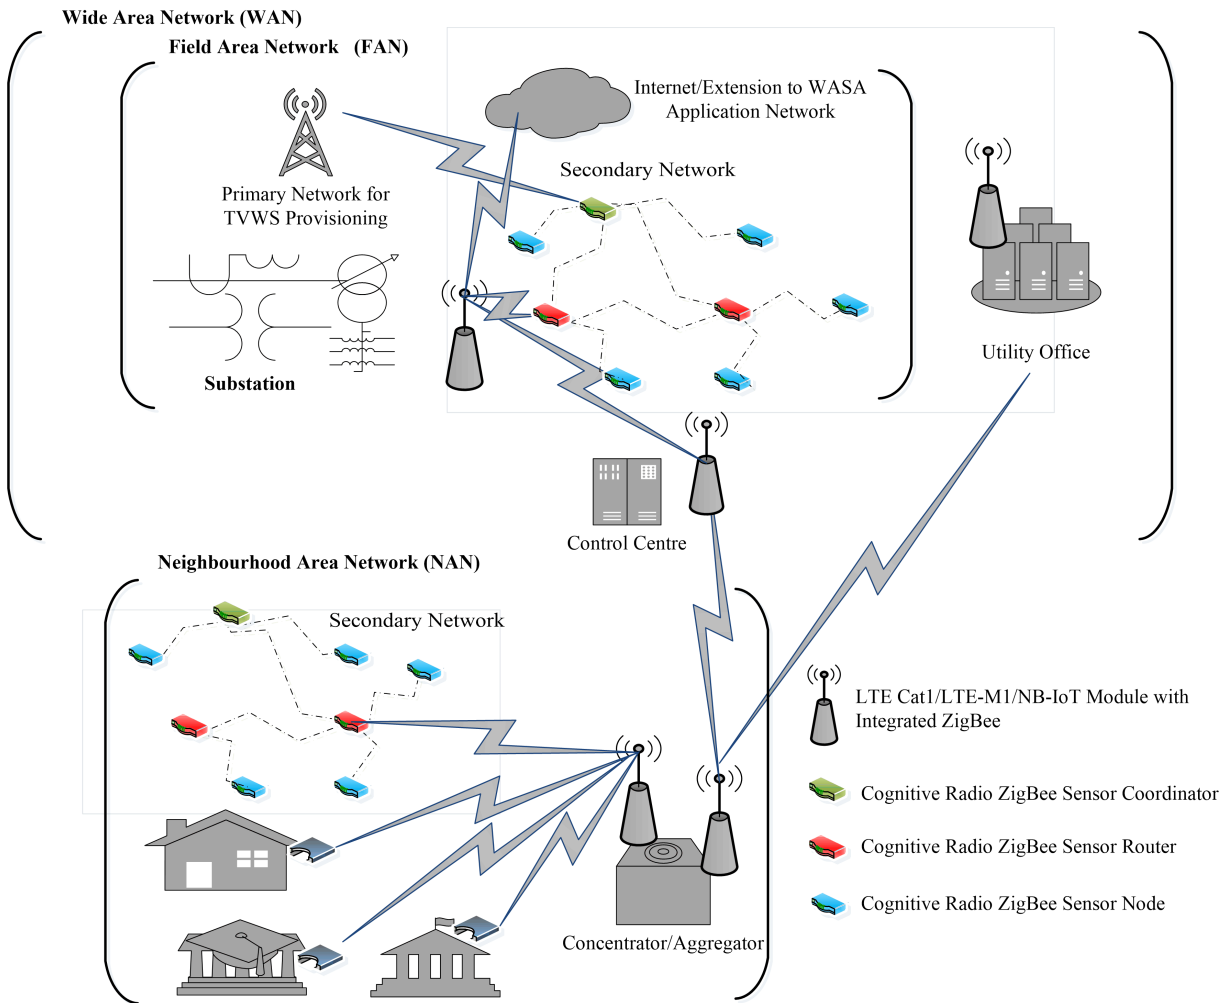 Wide Area Network (WAN)
Field Area Network (FAN)
Internet/Extension to WASA
Application Network
Secondary Network
Primary Network for
TVWS Provisioning
Substation
Utility Office
Control Centre
Neighbourhood Area Network (NAN)
Secondary Network
LTE Cat1/LTE-M1/NB-IoT Module with
Integrated ZigBee
Cognitive Radio ZigBee Sensor Coordinator
Cognitive Radio ZigBee Sensor Router
Cognitive Radio ZigBee Sensor Node
Concentrator/Aggregator